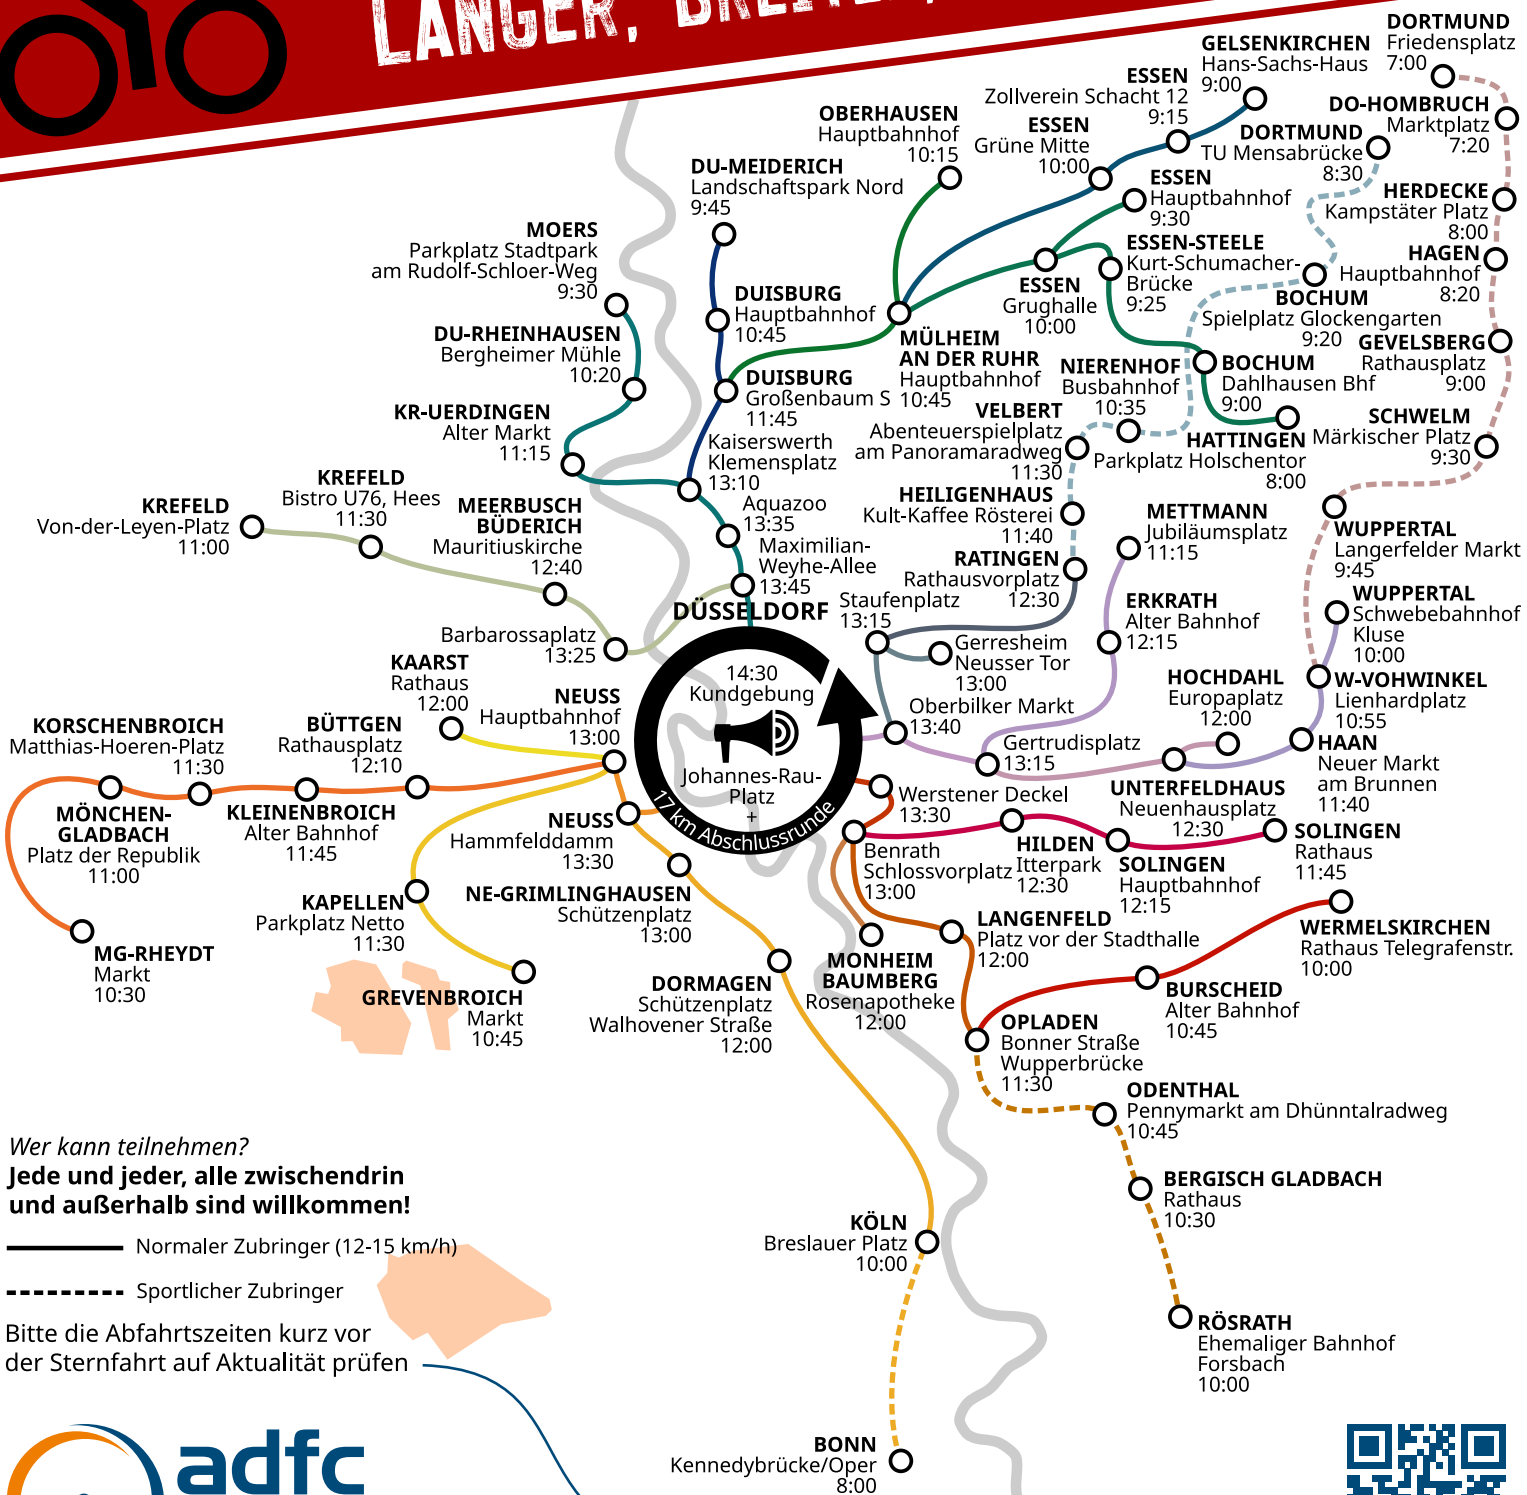 LANGER,
DORTMUND
Friedensplatz
7:00
GELSENKIRCHEN
Hans-Sachs-Haus
9:00
ESSEN
Zollverein Schacht 12
9:15
DO-HOMBRUCH
Marktplatz
7:20
OBERHAUSEN
Hauptbahnhof
10:15
ESSEN
Grüne Mitte
10:00
DORTMUND
TU Mensabrücke
8:30
DU-MEIDERICH
Landschaftspark Nord
9:45
ESSEN
Hauptbahnhof
9:30
HERDECKE
Kampstäter Platz
8:00
MOERS
Parkplatz Stadtpark
am Rudolf-Schloer-Weg
9:30
ESSEN-STEELE
Kurt-Schumacher-
Brücke
9:25
HAGEN
Hauptbahnhof
8:20
DUISBURG
Hauptbahnhof
10:45
ESSEN
Grughalle
10:00
BOCHUM
Spielplatz Glockengarten
9:20
DU-RHEINHAUSEN
Bergheimer Mühle
10:20
MÜLHEIM
AN DER RUHR
Hauptbahnhof
10:45
GEVELSBERG
Rathausplatz
9:00
DUISBURG
Großenbaum S
11:45
NIERENHOF
Busbahnhof
10:35
BOCHUM
Dahlhausen Bhf
9:00
KR-UERDINGEN
Alter Markt
11:15
VELBERT
Abenteuerspielplatz
am Panoramaradweg
11:30
HATTINGEN
Parkplatz Holschentor
8:00
SCHWELM
Märkischer Platz
9:30
Kaiserswerth
Klemensplatz
13:10
KREFELD
Bistro U76, Hees
11:30
KREFELD
Von-der-Leyen-Platz
11:00
MEERBUSCH
BÜDERICH
Mauritiuskirche
12:40
Aquazoo
13:35
HEILIGENHAUS
Kult-Kaffee Rösterei
11:40
METTMANN
Jubiläumsplatz
11:15
WUPPERTAL
Langerfelder Markt
9:45
Maximilian-
Weyhe-Allee
13:45
RATINGEN
Rathausvorplatz
12:30
DÜSSELDORF
Staufenplatz
13:15
ERKRATH
Alter Bahnhof
12:15
WUPPERTAL
Schwebebahnhof
Kluse
10:00
Barbarossaplatz
13:25
Gerresheim
Neusser Tor
13:00
KAARST
Rathaus
12:00
14:30
Kundgebung
HOCHDAHL
Europaplatz
12:00
W-VOHWINKEL
Lienhardplatz
10:55
NEUSS
Hauptbahnhof
13:00
Oberbilker Markt
13:40
KORSCHENBROICH
Matthias-Hoeren-Platz
11:30
BÜTTGEN
Rathausplatz
12:10
Gertrudisplatz
13:15
HAAN
Neuer Markt
am Brunnen
11:40
Johannes-Rau-
Platz
+
17 km Abschlussrunde
MÖNCHEN-
GLADBACH
Platz der Republik
11:00
KLEINENBROICH
Alter Bahnhof
11:45
NEUSS
Hammfelddamm
13:30
Werstener Deckel
13:30
UNTERFELDHAUS
Neuenhausplatz
12:30
SOLINGEN
Rathaus
11:45
Benrath
Schlossvorplatz
13:00
HILDEN
Itterpark
12:30
SOLINGEN
Hauptbahnhof
12:15
KAPELLEN
Parkplatz Netto
11:30
NE-GRIMLINGHAUSEN
Schützenplatz
13:00
LANGENFELD
Platz vor der Stadthalle
12:00
WERMELSKIRCHEN
Rathaus Telegrafenstr.
10:00
MG-RHEYDT
Markt
10:30
MONHEIM
BAUMBERG
Rosenapotheke
12:00
DORMAGEN
Schützenplatz
Walhovener Straße
12:00
BURSCHEID
Alter Bahnhof
10:45
GREVENBROICH
Markt
10:45
OPLADEN
Bonner Straße
Wupperbrücke
11:30
ODENTHAL
Pennymarkt am Dhünntalradweg
10:45
BERGISCH GLADBACH
Rathaus
10:30
KÖLN
Breslauer Platz
10:00
RÖSRATH
Ehemaliger Bahnhof
Forsbach
10:00
BONN
Kennedybrücke/Oper
8:00
Wer kann teilnehmen?
Jede und jeder, alle zwischendrin
und außerhalb sind willkommen!
Normaler Zubringer (12-15 km/h)
Sportlicher Zubringer
Bitte die Abfahrtszeiten kurz vor
der Sternfahrt auf Aktualität prüfen
adfc